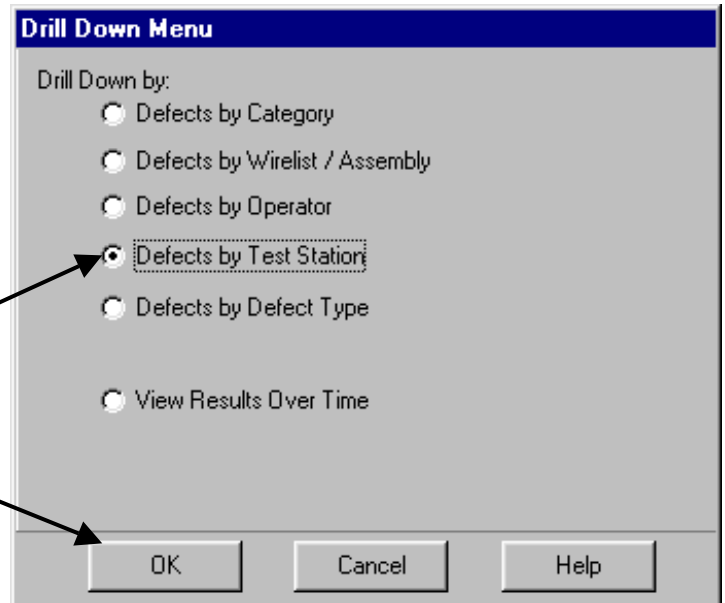 Drill Down Menu
Drill Down by:
Defects by Category
Defects by Wirelist / Assembly
Defects by Operator
Defects by Test Station
Defects by Defect Type
View Results Over Time
OK Cancel Help